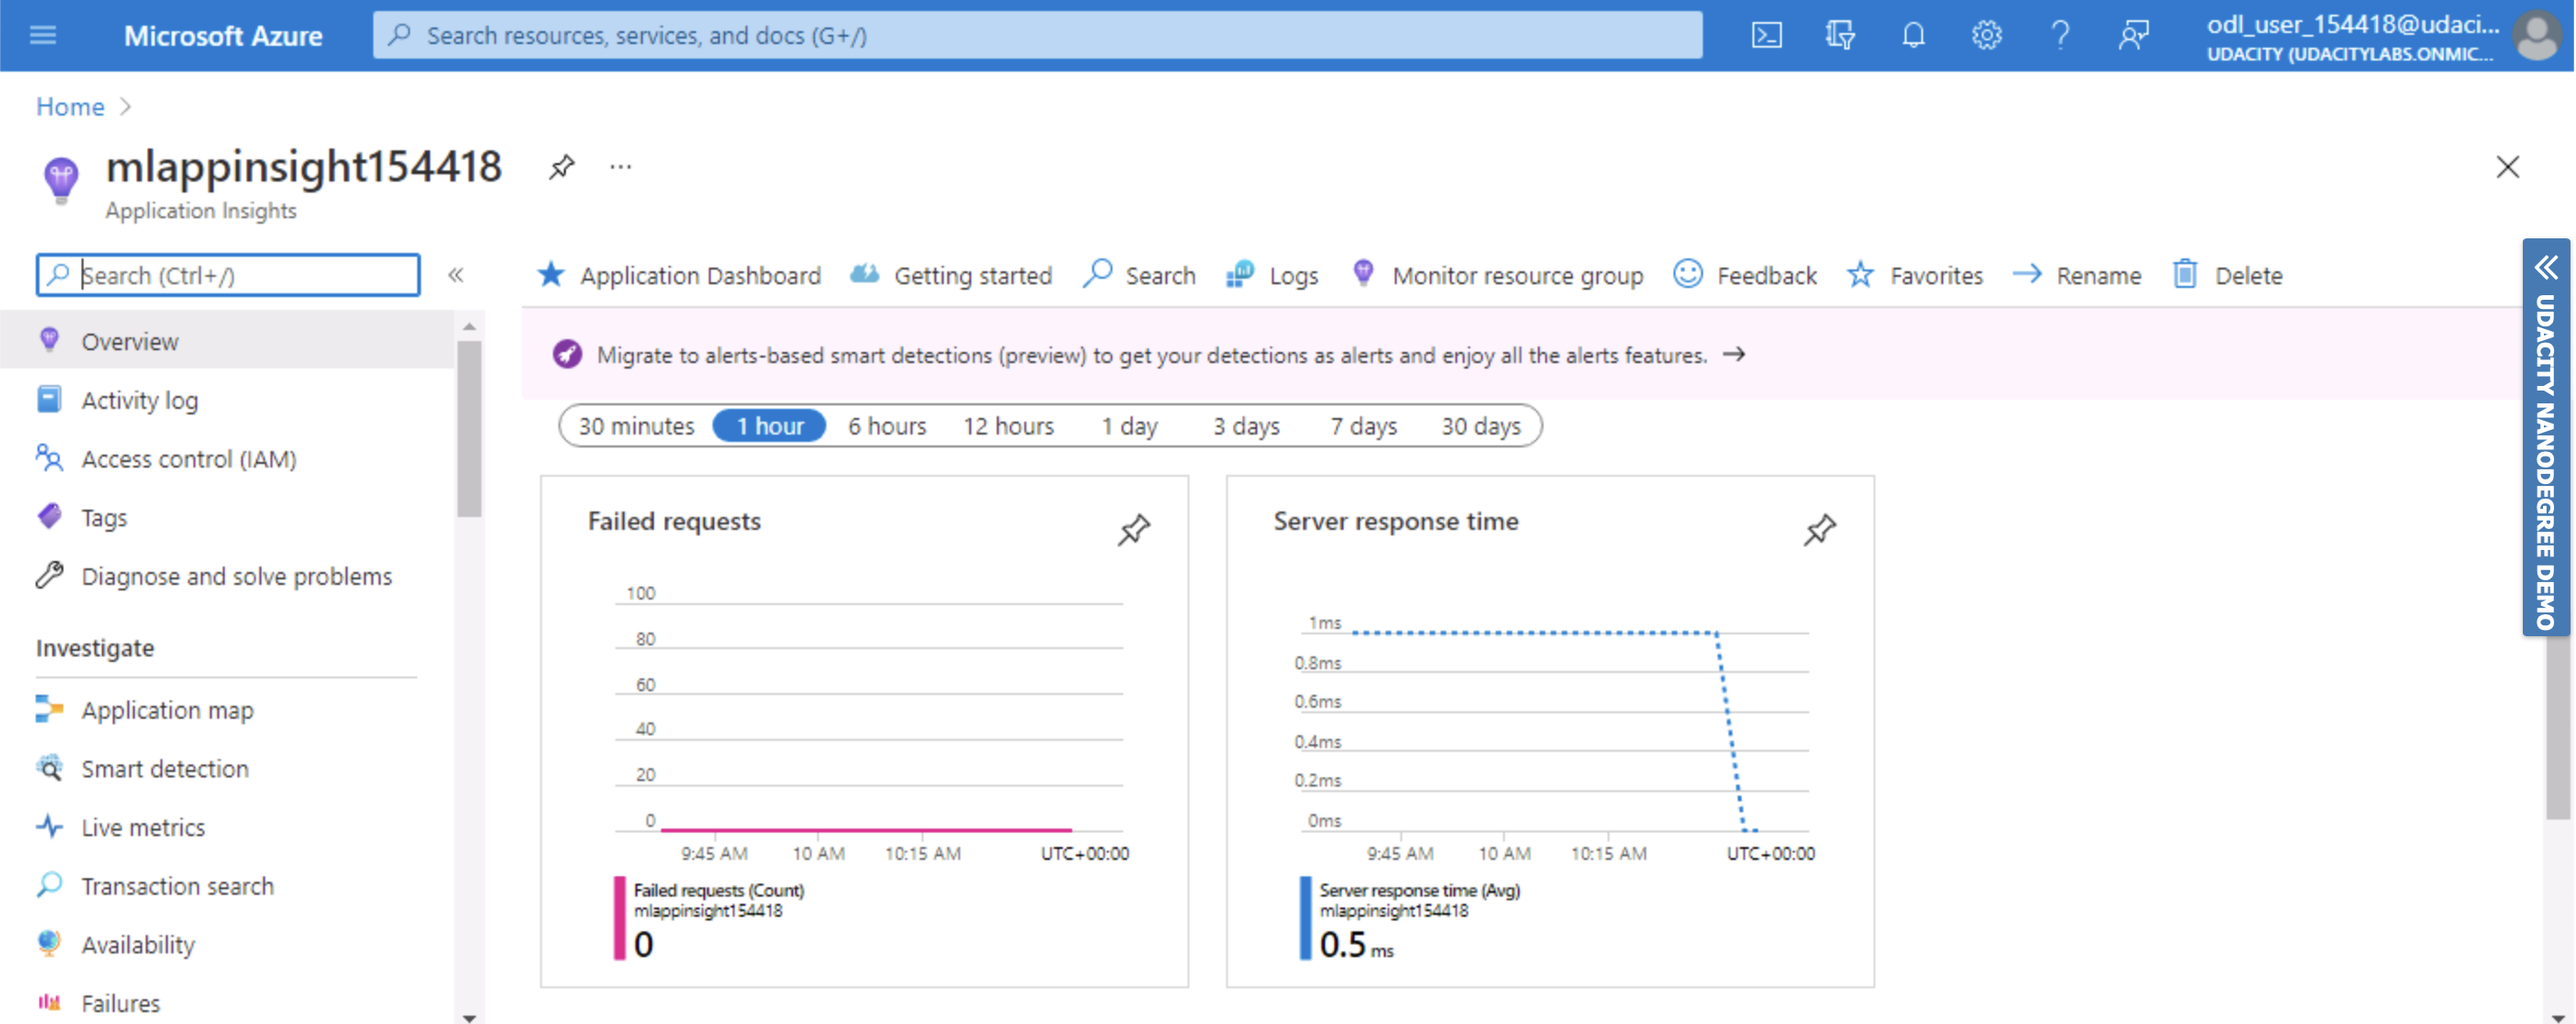 Microsoft Azure
Search resources, services, and docs (G+/)
odl_user_154418@udaci...
UDACITY (UDACITYLABS.ONMIC...
Home
mlappinsight154418
Application Insights
Search (Ctrl+/)
Application Dashboard
Getting started
Search
Logs
Monitor resource group
Feedback
Favorites
Rename
Delete
Overview
Activity log
Access control (IAM)
Tags
Diagnose and solve problems
Investigate
Application map
Smart detection
Live metrics
Transaction search
Availability
Failures
Migrate to alerts-based smart detections (preview) to get your detections as alerts and enjoy all the alerts features.
30 minutes
1 hour
6 hours
12 hours
1 day
3 days
7 days
30 days
Failed requests
100
80
60
40
20
0
9:45 AM
10 AM
10:15 AM
UTC+00:00
Failed requests (Count)
mlappinsight154418
0
Server response time
1ms
0.8ms
0.6ms
0.4ms
0.2ms
0ms
9:45 AM
10 AM
10:15 AM
UTC+00:00
Server response time (Avg)
mlappinsight154418
0.5 ms
UDACITY NANODEGREE DEMO